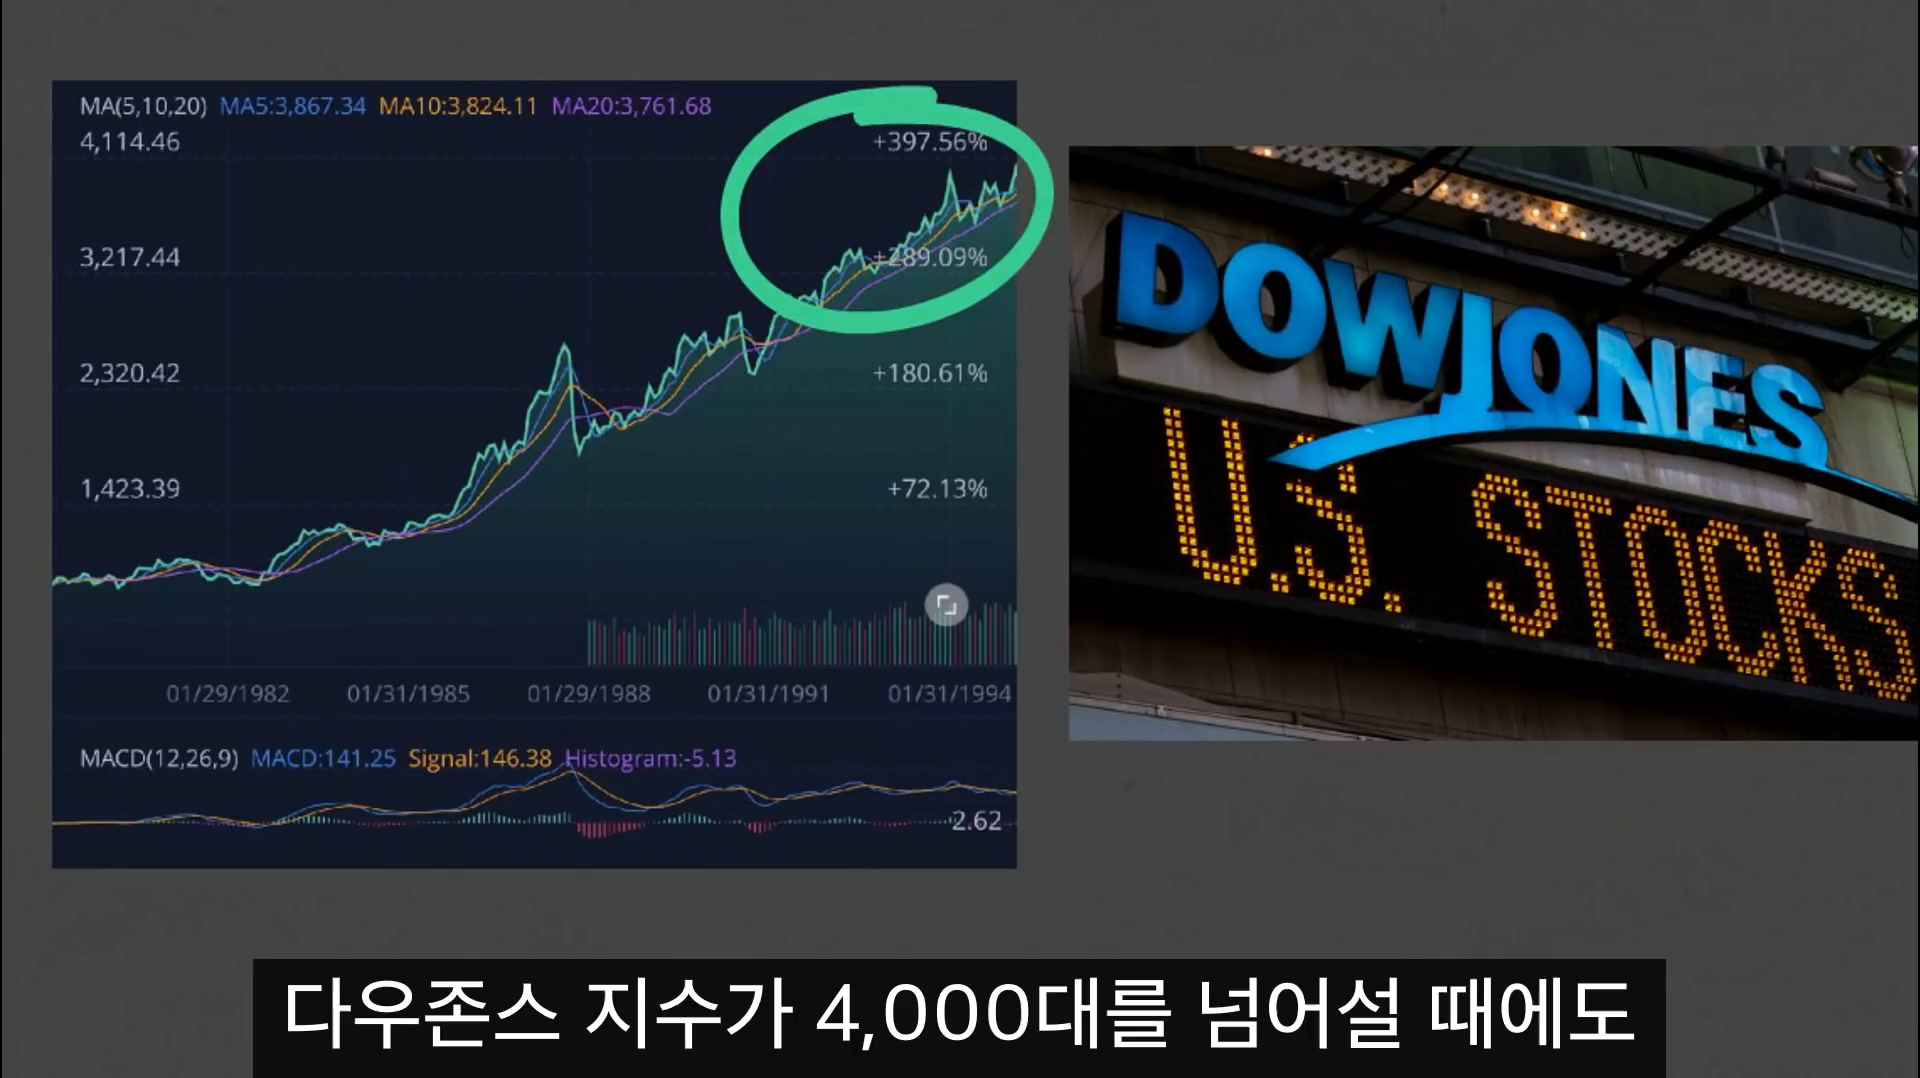 MA(5,10,20) MA5:3,867.34 MA10:3,824.11 MA20:3,761.68
4,114.46 +397.56%
3,217.44 +289.09%
2,320.42 +180.61%
1,423.39 +72.13%
01/29/1982 01/31/1985 01/29/1988 01/31/1991 01/31/1994
MACD(12,26,9) MACD:141.25 Signal:146.38 Histogram:-5.13
2.62
DOWJONES
U.S. STOCKS
다우존스 지수가 4,000대를 넘어설 때에도